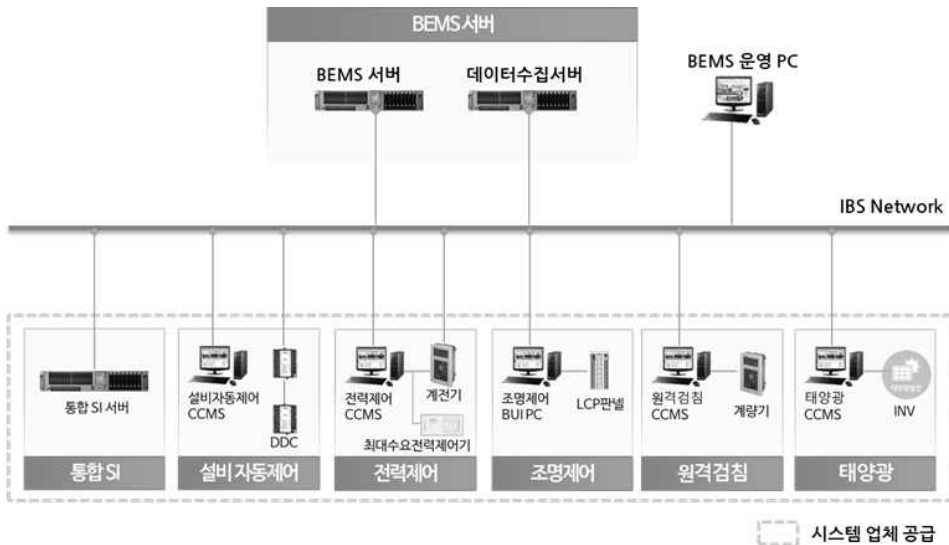 BEMS 서버
BEMS 서버
데이터수집서버
BEMS 운영 PC
IBS Network
통합 SI 서버
통합 SI
설비자동제어
CCMS
DDC
설비 자동제어
전력제어
CCMS
계전기
최대수요전력제어기
전력제어
조명제어
BUI PC
LCP판넬
조명제어
원격검침
CCMS
계량기
원격 검침
태양광
CCMS
INV
태양광
시스템 업체 공급